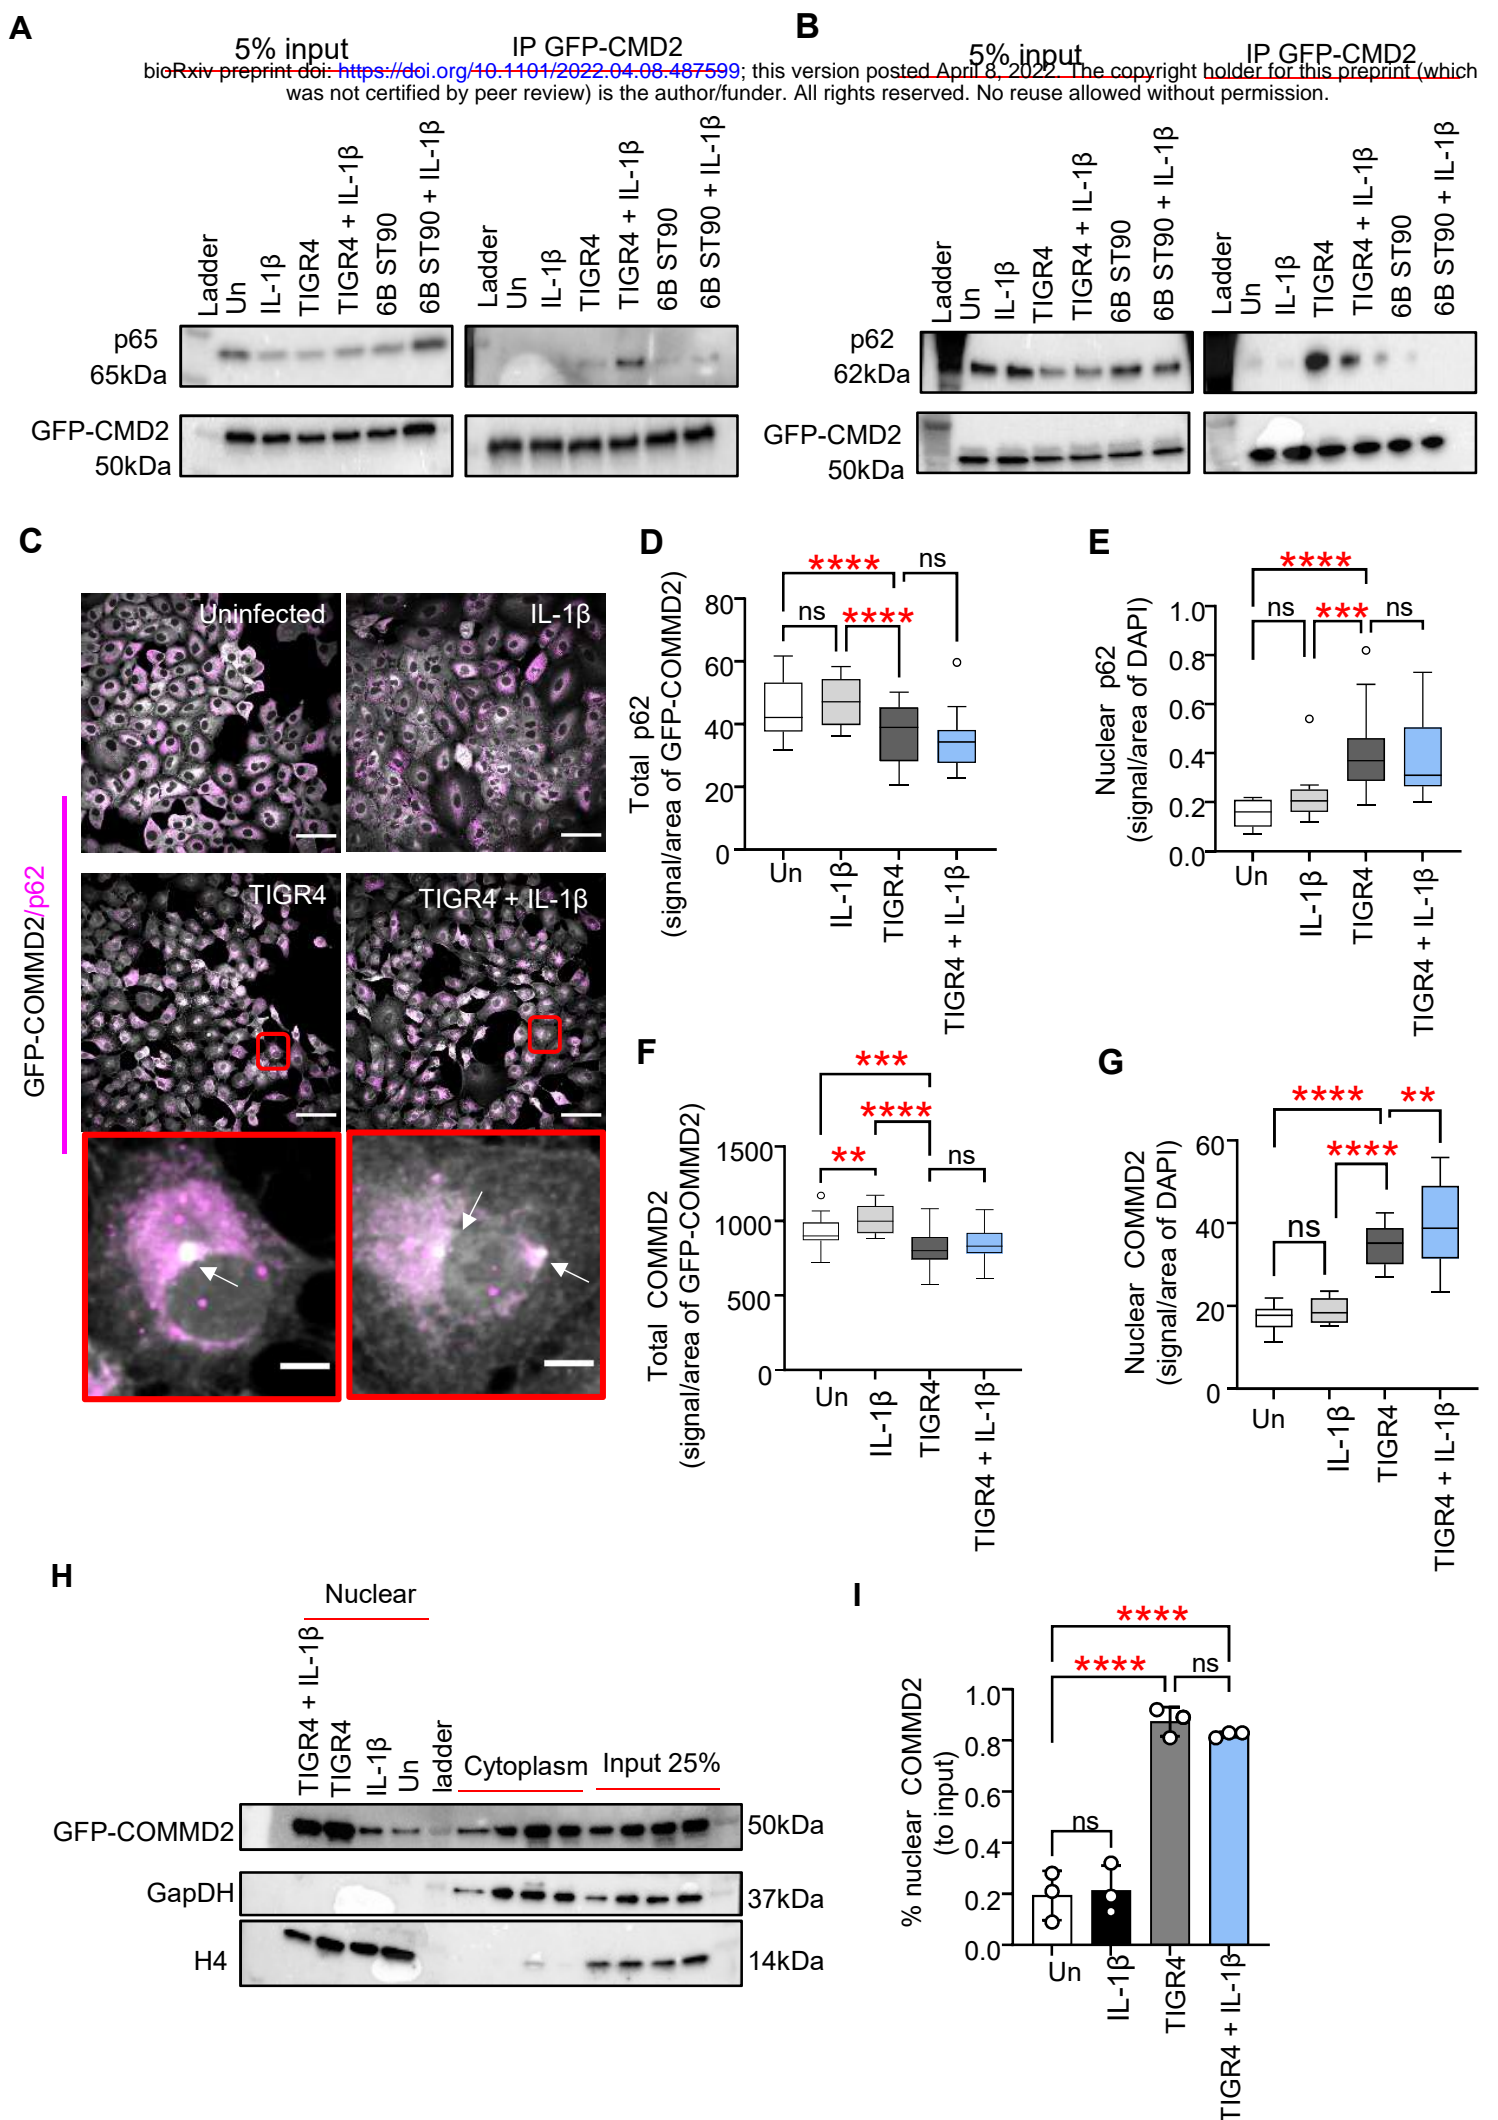 A
B
5% input
IP GFP-CMD2
5% input
IP GFP-CMD2
bioRxiv preprint doi: https://doi.org/10.1101/2022.04.08.487599; this version posted April 8, 2022. The copyright holder for this preprint (which
was not certified by peer review) is the author/funder. All rights reserved. No reuse allowed without permission.
Ladder
Un
IL-1β
TIGR4
TIGR4 + IL-1β
6B ST90
6B ST90 + IL-1β
Ladder
Un
IL-1β
TIGR4
TIGR4 + IL-1β
6B ST90
6B ST90 + IL-1β
Ladder
Un
IL-1β
TIGR4
TIGR4 + IL-1β
6B ST90
6B ST90 + IL-1β
Ladder
Un
IL-1β
TIGR4
TIGR4 + IL-1β
6B ST90
6B ST90 + IL-1β
p65
65kDa
GFP-CMD2
50kDa
p62
62kDa
GFP-CMD2
50kDa
C
GFP-COMMD2/p62
Uninfected
IL-1β
TIGR4
TIGR4 + IL-1β
D
Total p62
(signal/area of GFP-COMMD2)
80
60
40
20
0
****
ns
ns
****
Un
IL-1β
TIGR4
TIGR4 + IL-1β
E
Nuclear p62
(signal/area of DAPI)
1.0
0.8
0.6
0.4
0.2
0.0
****
ns
***
ns
Un
IL-1β
TIGR4
TIGR4 + IL-1β
F
Total COMMD2
(signal/area of GFP-COMMD2)
1500
1000
500
0
***
****
**
ns
Un
IL-1β
TIGR4
TIGR4 + IL-1β
G
Nuclear COMMD2
(signal/area of DAPI)
60
40
20
0
****
**
****
ns
Un
IL-1β
TIGR4
TIGR4 + IL-1β
H
Nuclear
TIGR4 + IL-1β
TIGR4
IL-1β
Un
ladder
Cytoplasm
Input 25%
GFP-COMMD2
50kDa
GapDH
37kDa
H4
14kDa
I
% nuclear COMMD2
(to input)
1.0
0.8
0.6
0.4
0.2
0.0
****
****
ns
ns
Un
IL-1β
TIGR4
TIGR4 + IL-1β